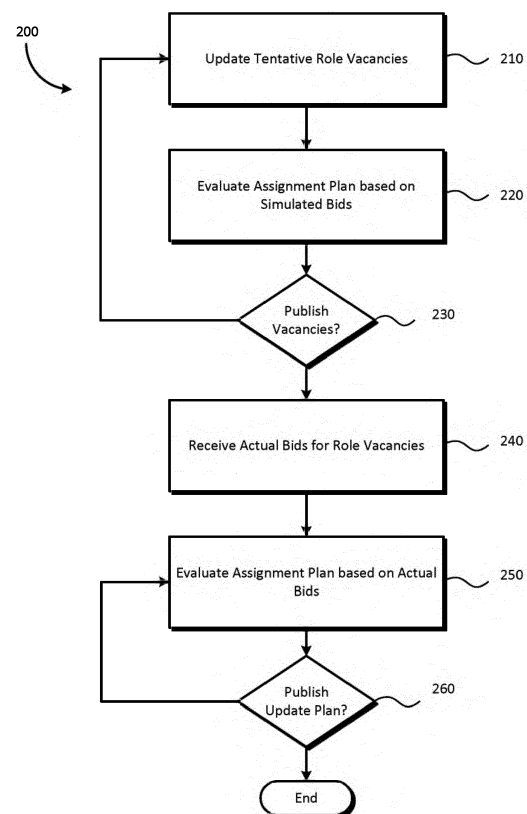 200
Update Tentative Role Vacancies
210
Evaluate Assignment Plan based on
Simulated Bids
220
Publish
Vacancies?
230
Receive Actual Bids for Role Vacancies
240
Evaluate Assignment Plan based on Actual
Bids
250
Publish
Update Plan?
260
End